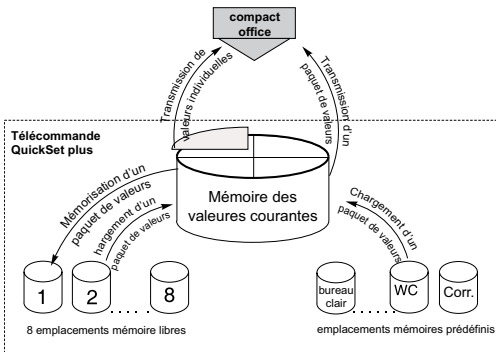 compact
office
Transmission de
valeurs individuelles
Transmission d'un
paquet de valeurs
Télécommande
QuickSet plus
Mémorisation d'un
paquet de valeurs
hargement d'un
paquet de valeurs
Mémoire des
valeures courantes
Chargement d'un
paquet de valeurs
1
2
8
bureau
clair
WC
Corr.
8 emplacements mémoire libres
emplacements mémoires prédéfinis